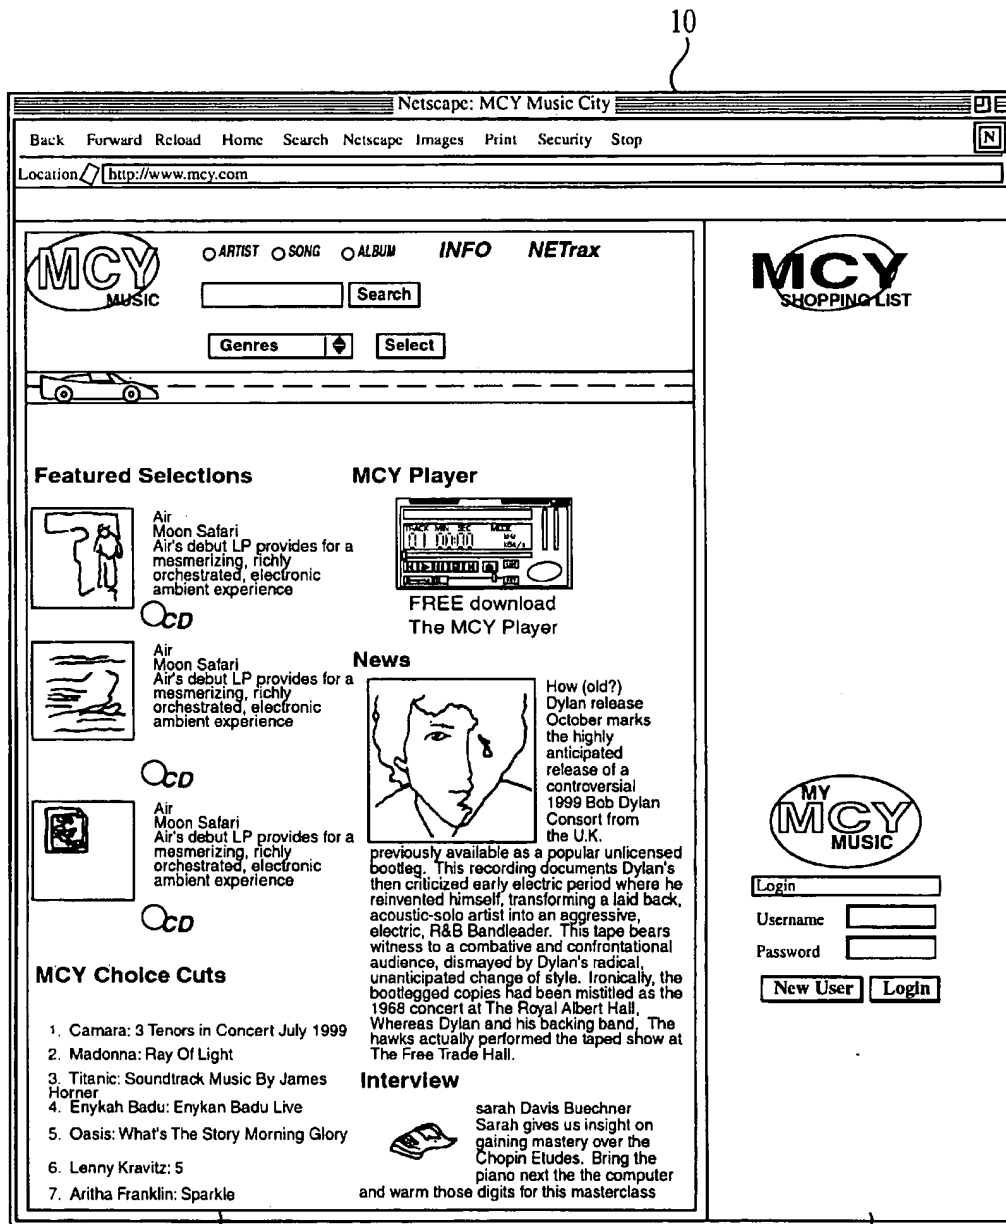 10
Netscape: MCY Music City
Back Forward Reload Home Search Netscape Images Print Security Stop
N
Location http://www.mcy.com
MCY
MUSIC
ARTIST SONG ALBUM INFO NETrax
Search
Genres Select
MCY
SHOPPING LIST
Featured Selections
Air
Moon Safari
Air's debut LP provides for a
mesmerizing, richly
orchestrated, electronic
ambient experience
CD
Air
Moon Safari
Air's debut LP provides for a
mesmerizing, richly
orchestrated, electronic
ambient experience
CD
Air
Moon Safari
Air's debut LP provides for a
mesmerizing, richly
orchestrated, electronic
ambient experience
CD
MCY Choice Cuts
1. Camara: 3 Tenors in Concert July 1999
2. Madonna: Ray Of Light
3. Titanic: Soundtrack Music By James
Horner
4. Enykah Badu: Enykan Badu Live
5. Oasis: What's The Story Morning Glory
6. Lenny Kravitz: 5
7. Aritha Franklin: Sparkle
MCY Player
TRACK MIN SEC MODE
FREE download
The MCY Player
News
How (old?)
Dylan release
October marks
the highly
anticipated
release of a
controversial
1999 Bob Dylan
Consort from
the U.K.
previously available as a popular unlicensed
bootleg. This recording documents Dylan's
then criticized early electric period where he
reinvented himself, transforming a laid back,
acoustic-solo artist into an aggressive,
electric, R&B Bandleader. This tape bears
witness to a combative and confrontational
audience, dismayed by Dylan's radical,
unanticipated change of style. Ironically, the
bootlegged copies had been mistitled as the
1968 concert at The Royal Albert Hall,
Whereas Dylan and his backing band, The
hawks actually performed the taped show at
The Free Trade Hall.
Interview
sarah Davis Buechner
Sarah gives us insight on
gaining mastery over the
Chopin Etudes. Bring the
piano next the the computer
and warm those digits for this masterclass
MY
MCY
MUSIC
Login
Username
Password
New User Login